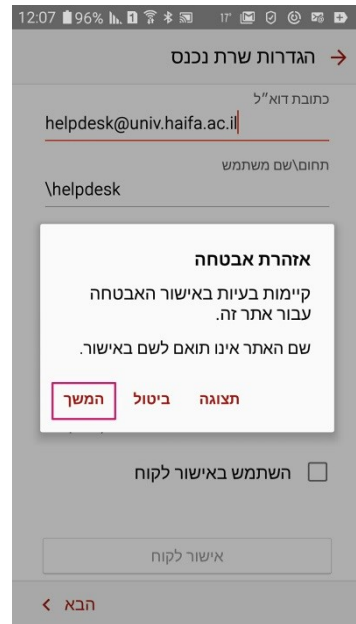 12:07 96% 17°
הגדרות שרת נכנס
כתובת דוא"ל
helpdesk@univ.haifa.ac.il
תחום\שם משתמש
\helpdesk
אזהרת אבטחה
קיימות בעיות באישור האבטחה
עבור אתר זה.
שם האתר אינו תואם לשם באישור.
תצוגה ביטול המשך
השתמש באישור לקוח
אישור לקוח
הבא